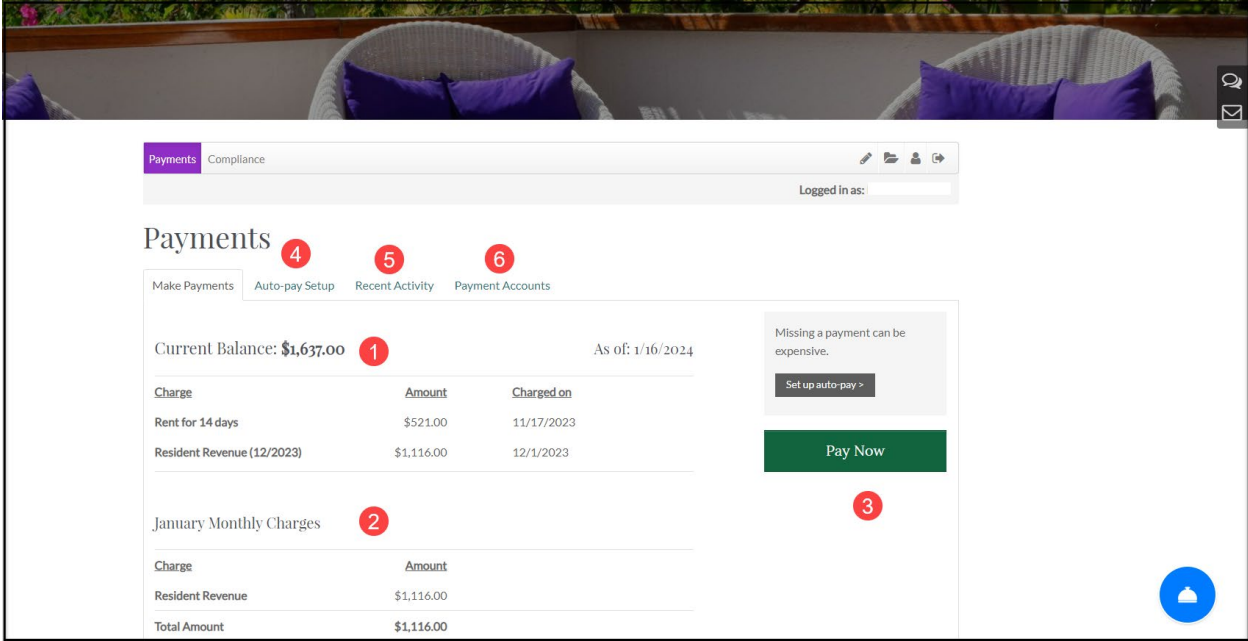 Payments Compliance
Logged in as:
Payments
4 5 6
Make Payments Auto-pay Setup Recent Activity Payment Accounts
Current Balance: $1,637.00 1 As of: 1/16/2024
Charge Amount Charged on
Rent for 14 days $521.00 11/17/2023
Resident Revenue (12/2023) $1,116.00 12/1/2023
Missing a payment can be
expensive.
Set up auto-pay >
Pay Now
3
January Monthly Charges 2
Charge Amount
Resident Revenue $1,116.00
Total Amount $1,116.00